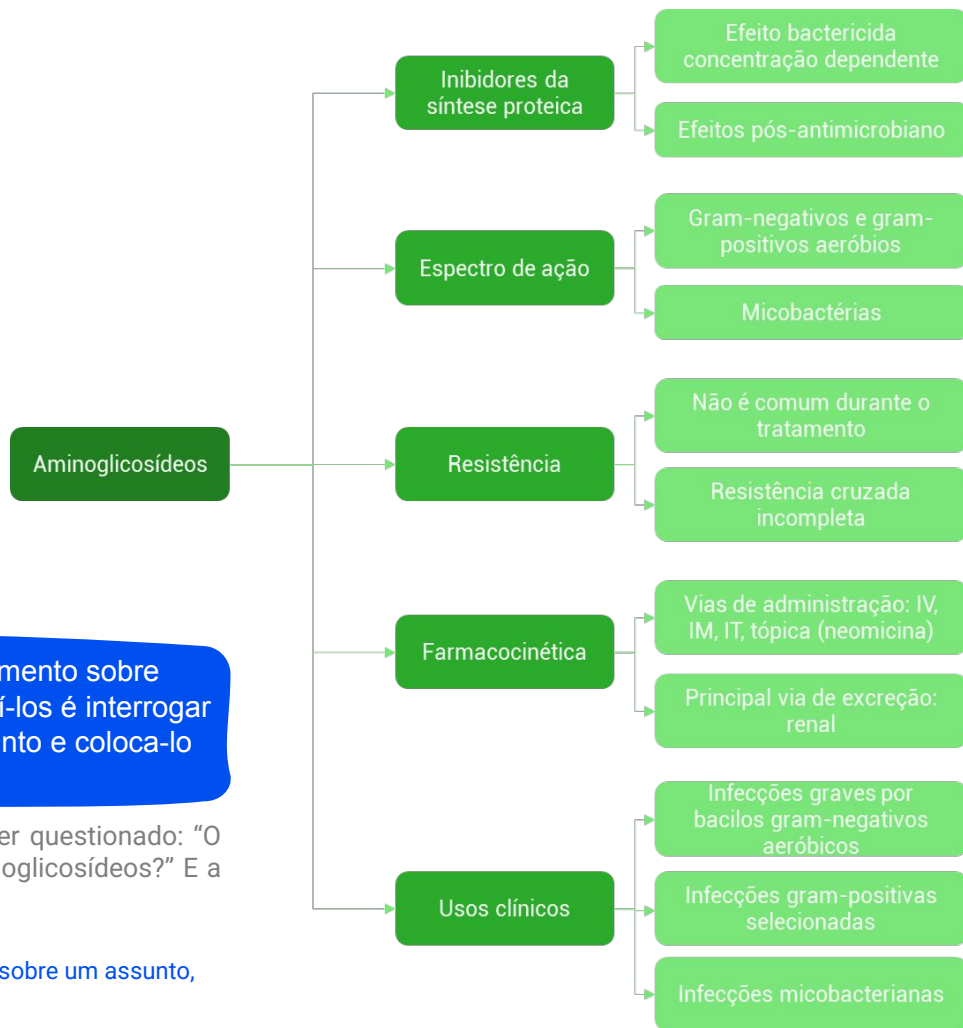 Efeito bactericida
concentração dependente
Inibidores da
síntese proteica
Efeitos pós-antimicrobiano
Gram-negativos e gram-
positivos aeróbios
Espectro de ação
Micobactérias
Não é comum durante o
tratamento
Aminoglicosídeos
Resistência
Resistência cruzada
incompleta
Vias de administração: IV,
IM, IT, tópica (neomicina)
Farmacocinética
Principal via de excreção:
renal
Infecções graves por
bacilos gram-negativos
aeróbicos
Usos clínicos
Infecções gram-positivas
selecionadas
Infecções micobacterianas
mento sobre
í-los é interrogar
nto e coloca-lo
er questionado: “O
oglicosídeos?” E a
sobre um assunto,